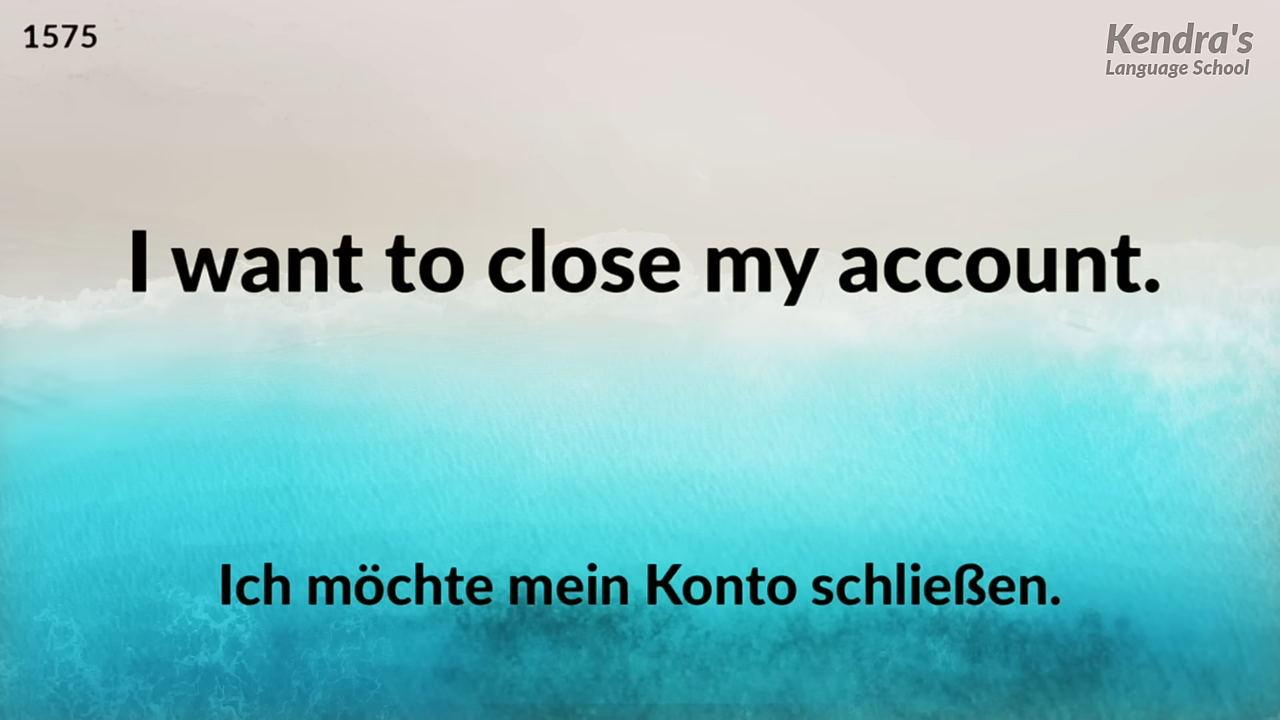 1575
Kendra's
Language School
I want to close my account.
Ich möchte mein Konto schließen.